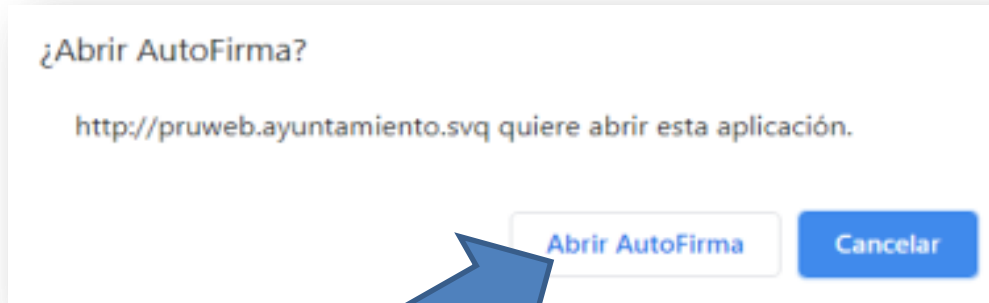 ¿Abrir AutoFirma?
http://pruweb.ayuntamiento.svq quiere abrir esta aplicación.
Abrir AutoFirma
Cancelar